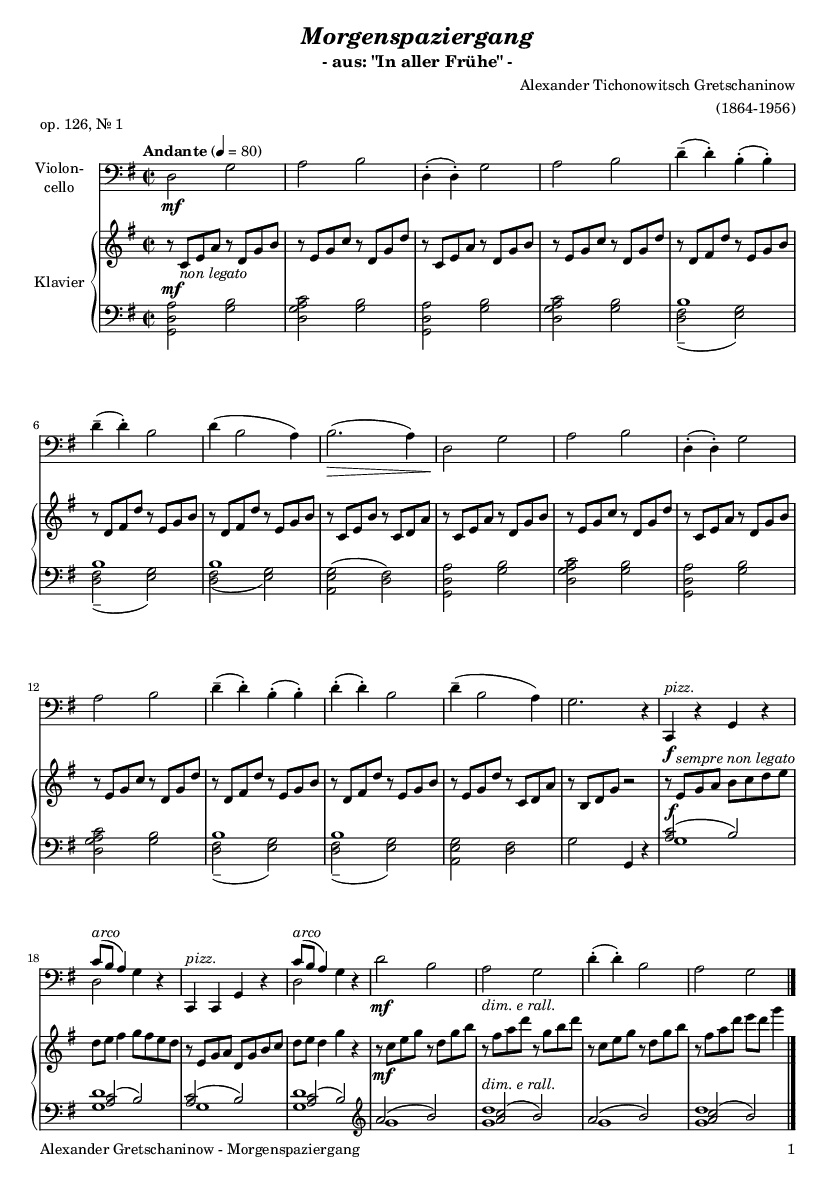 Morgenspaziergang
- aus: "In aller Frühe" -
Alexander Tichonowitsch Gretschaninow
(1864-1956)
op. 126, № 1
Andante (♩ = 80)
Violon-
cello
mf
Klavier
non legato
mf
6
12
pizz.
f
sempre non legato
f
18
arco
pizz.
arco
mf
dim. e rall.
mf
dim. e rall.
Alexander Gretschaninow - Morgenspaziergang
1